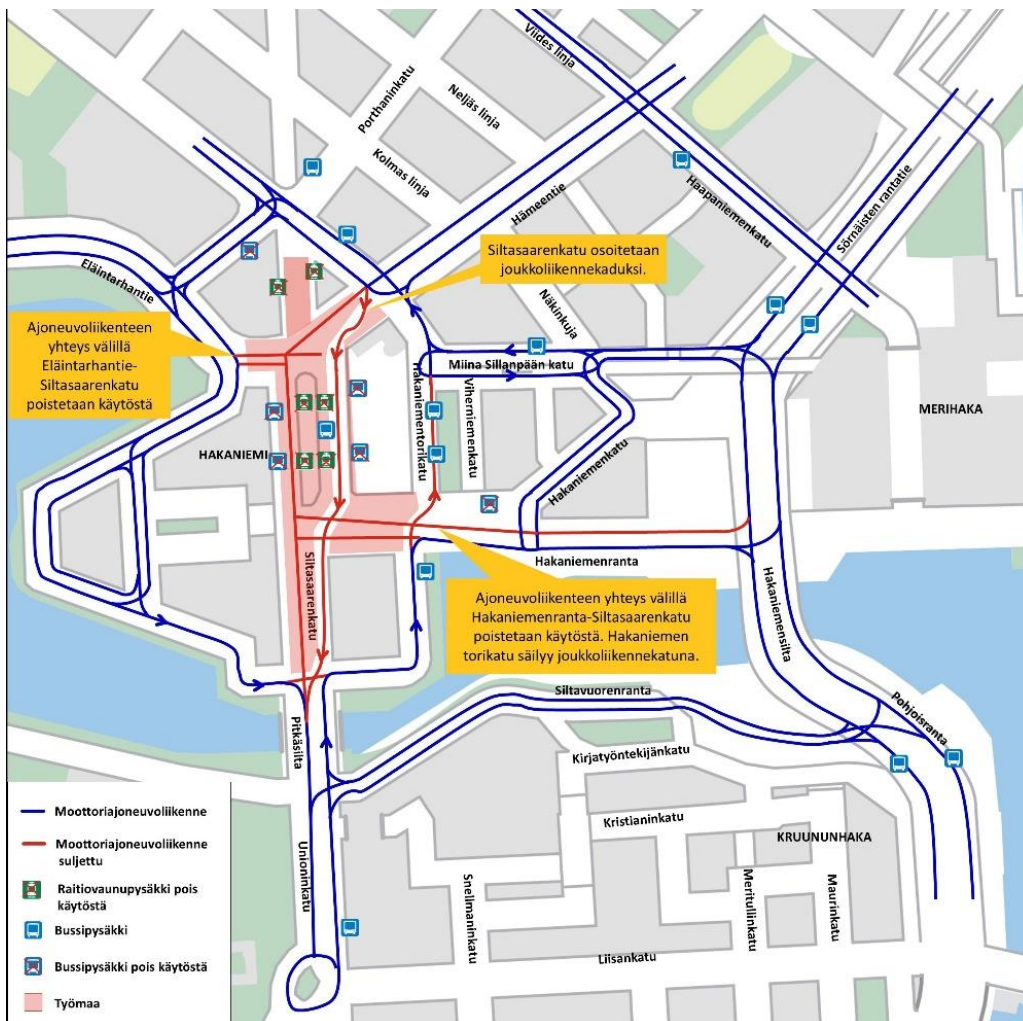 Viides linja
Porthaninkatu
Neljäs linja
Kolmas linja
Hämeentie
Haapaniemenkatu
Sörnäisten rantatie
Eläintarhantie
Siltasaarenkatu osoitetaan
joukkoliikennekaduksi.
Näkinkuja
Ajoneuvoliikenteen
yhteys välillä
Eläintarhantie-
Siltasaarenkatu
poistetaan käytöstä
Miina Sillanpään katu
Hakaniementorikatu
Viherniemenkatu
MERIHAKA
HAKANIEMI
Hakaniemenkatu
Siltasaarenkatu
Hakaniemenranta
Ajoneuvoliikenteen yhteys välillä
Hakaniemenranta-Siltasaarenkatu
poistetaan käytöstä. Hakaniemen
torikatu säilyy joukkoliikennekatuna.
Hakaniemensilta
Siltavuorenranta
Pohjoisranta
Pitkäsilta
Kirjatyöntekijänkatu
Kristianinkatu
KRUUNUNHAKA
Unioninkatu
Snellmaninkatu
Meritullinkatu
Maurinkatu
Liisankatu
Moottoriajoneuvoliikenne
Moottoriajoneuvoliikenne
suljettu
Raitiovaunupysäkki pois
käytöstä
Bussipysäkki
Bussipysäkki pois käytöstä
Työmaa